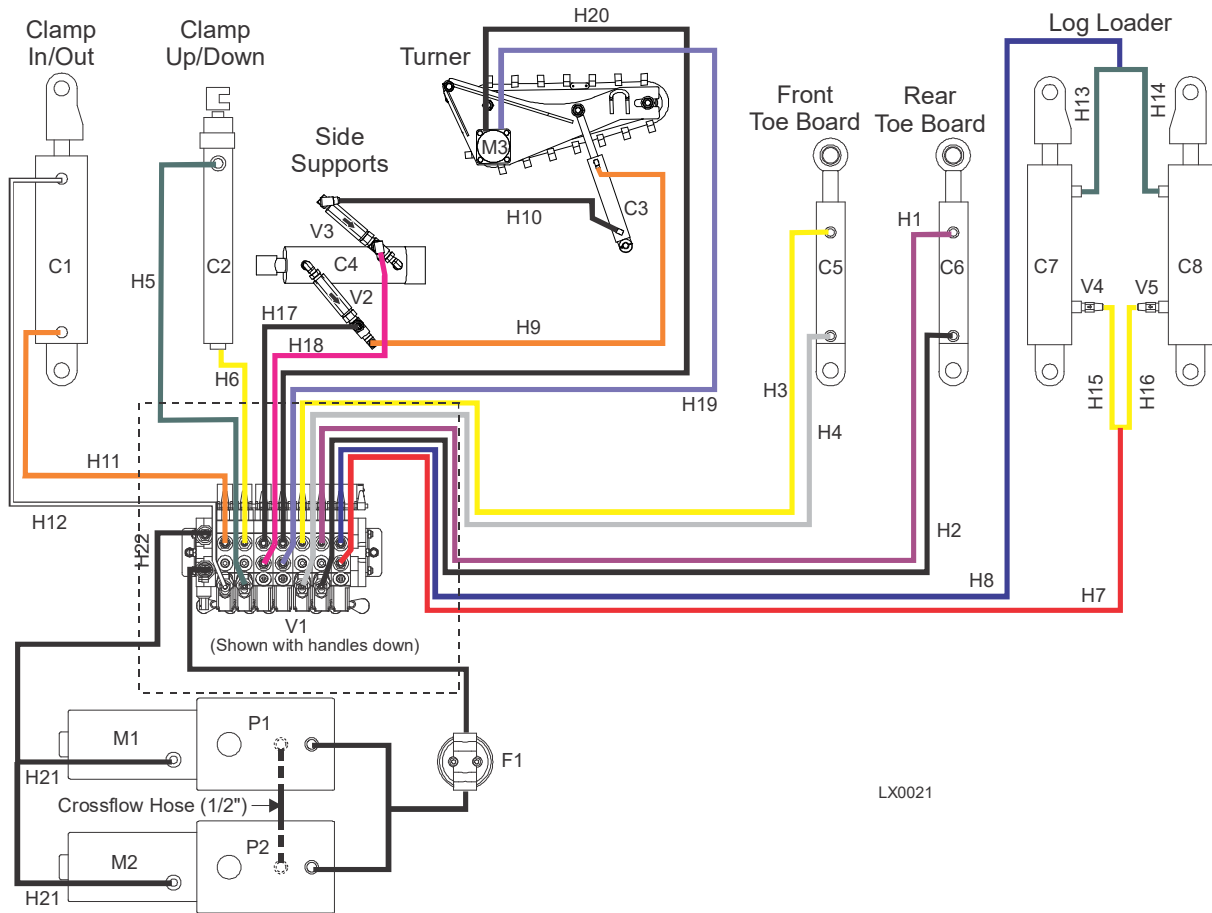 H20
Clamp
In/Out
Clamp
Up/Down
Log Loader
Turner
Front
Toe Board
Rear
Toe Board
H13
H14
Side
Supports
M3
H10
C3
V3
H1
C1
H5
C2
C4
C5
C6
C7
C8
V2
V4
V5
H17
H9
H18
H6
H3
H15
H16
H19
H4
H11
H12
H22
H2
H8
H7
V1
(Shown with handles down)
P1
M1
F1
H21
Crossflow Hose (1/2")
LX0021
P2
M2
H21